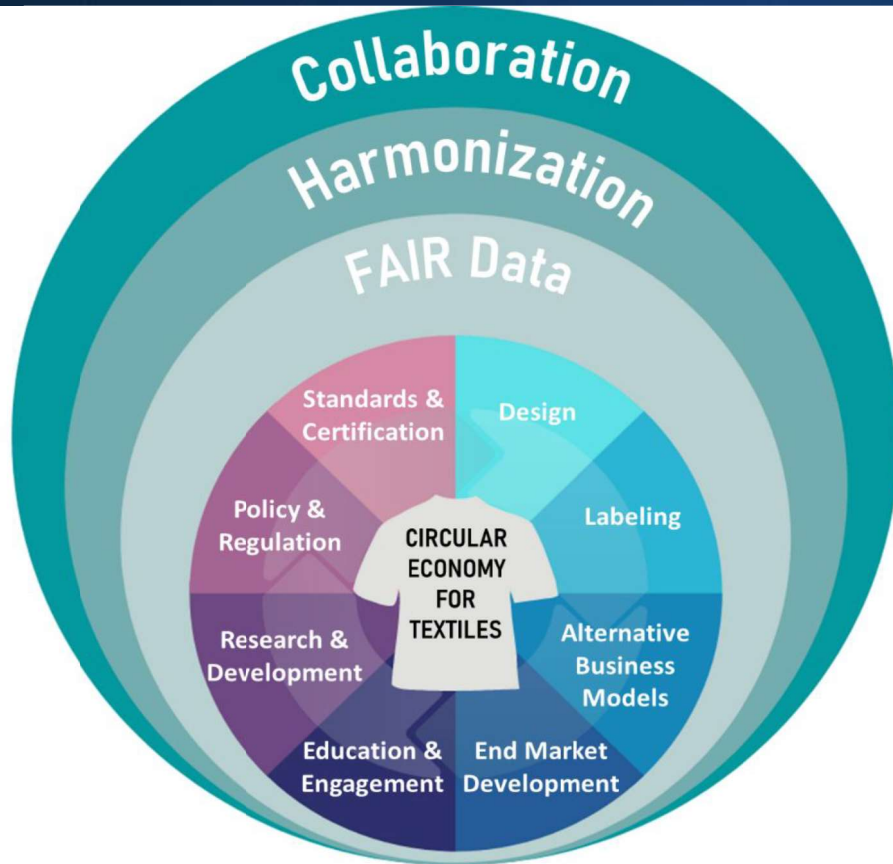 Collaboration
Harmonization
FAIR Data
Standards &
Certification
Design
Policy &
Regulation
Labeling
CIRCULAR
ECONOMY
FOR
TEXTILES
Research &
Development
Alternative
Business
Models
Education &
Engagement
End Market
Development